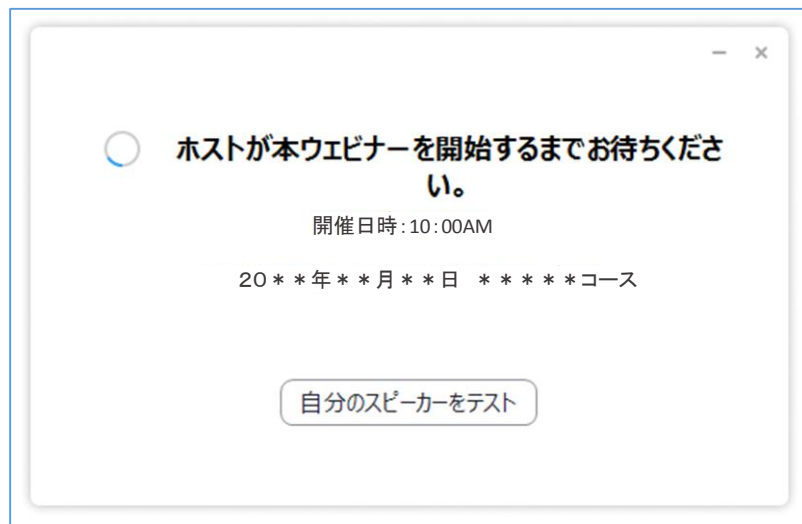 ホストが本ウェビナーを開始するまでお待ちくださ
い。
開催日時:10:00AM
20＊＊年＊＊月＊＊日　＊＊＊＊＊コース
自分のスピーカーをテスト